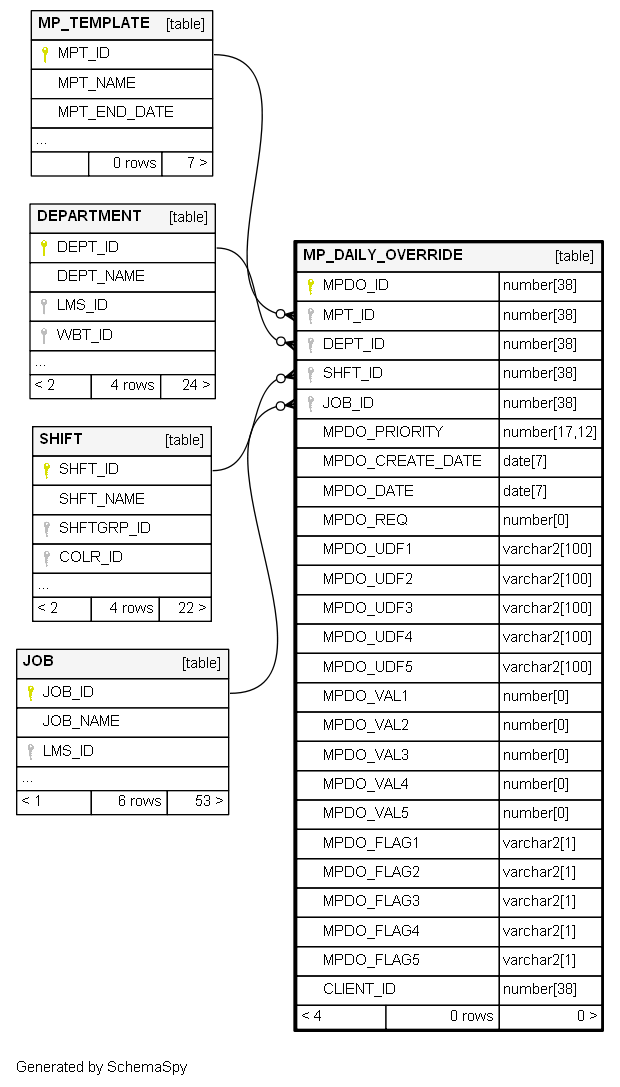 MP_TEMPLATE [table]
MPT_ID
MPT_NAME
MPT_END_DATE
...
0 rows 7 >
DEPARTMENT [table]
DEPT_ID
DEPT_NAME
LMS_ID
WBT_ID
...
< 2 4 rows 24 >
SHIFT [table]
SHFT_ID
SHFT_NAME
SHFTGRP_ID
COLR_ID
...
< 2 4 rows 22 >
JOB [table]
JOB_ID
JOB_NAME
LMS_ID
...
< 1 6 rows 53 >
MP_DAILY_OVERRIDE [table]
MPDO_ID number[38]
MPT_ID number[38]
DEPT_ID number[38]
SHFT_ID number[38]
JOB_ID number[38]
MPDO_PRIORITY number[17,12]
MPDO_CREATE_DATE date[7]
MPDO_DATE date[7]
MPDO_REQ number[0]
MPDO_UDF1 varchar2[100]
MPDO_UDF2 varchar2[100]
MPDO_UDF3 varchar2[100]
MPDO_UDF4 varchar2[100]
MPDO_UDF5 varchar2[100]
MPDO_VAL1 number[0]
MPDO_VAL2 number[0]
MPDO_VAL3 number[0]
MPDO_VAL4 number[0]
MPDO_VAL5 number[0]
MPDO_FLAG1 varchar2[1]
MPDO_FLAG2 varchar2[1]
MPDO_FLAG3 varchar2[1]
MPDO_FLAG4 varchar2[1]
MPDO_FLAG5 varchar2[1]
CLIENT_ID number[38]
< 4 0 rows 0 >
Generated by SchemaSpy